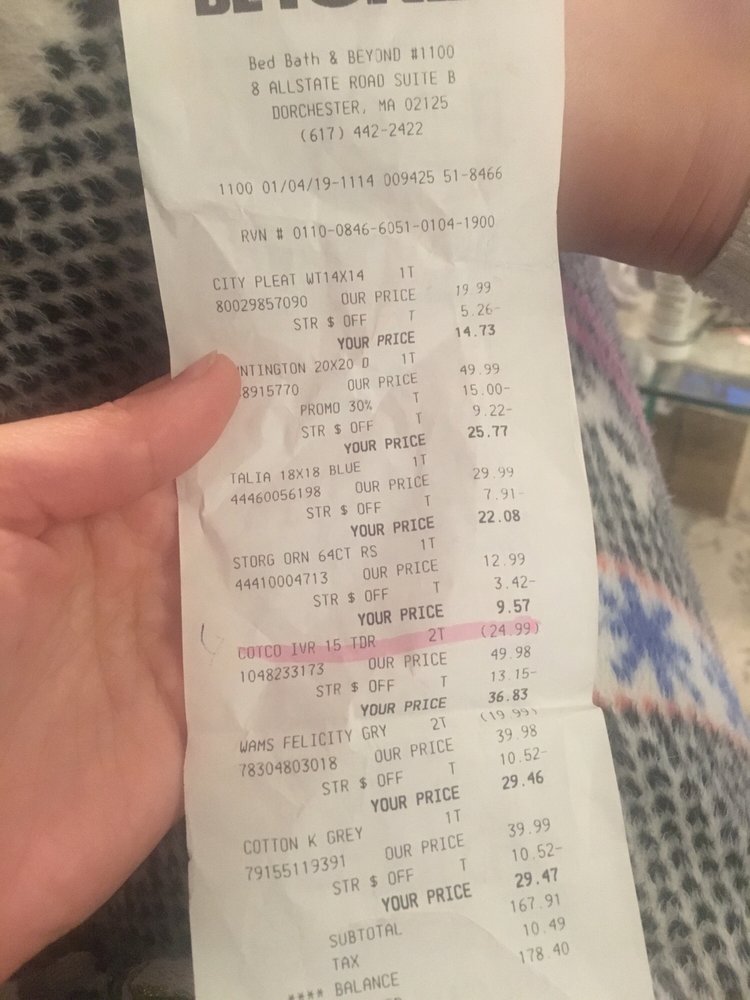 Bed Bath & BEYOND #1100
8 ALLSTATE ROAD SUITE B
DORCHESTER, MA 02125
(617) 442-2422
1100 01/04/19-1114 009425 51-8466
RVN # 0110-0846-6051-0104-1900
CITY PLEAT WT14X14 1T
80029857090 OUR PRICE 19.99
STR $ OFF T 5.26-
YOUR PRICE 14.73
NTINGTON 20X20 O 1T
8915770 OUR PRICE 49.99
PROMO 30% T 15.00-
STR $ OFF T 9.22-
YOUR PRICE 25.77
TALIA 18X18 BLUE 1T
44460056198 OUR PRICE 29.99
STR $ OFF T 7.91-
YOUR PRICE 22.08
STORG ORN 64CT RS 1T
44410004713 OUR PRICE 12.99
STR $ OFF T 3.42-
YOUR PRICE 9.57
COTCO IVR 15 TDR 2T (24.99)
1048233173 OUR PRICE 49.98
STR $ OFF T 13.15-
YOUR PRICE 36.83
WAMS FELICITY GRY 2T (19.99)
78304803018 OUR PRICE 39.98
STR $ OFF T 10.52-
YOUR PRICE 29.46
COTTON K GREY 1T
79155119391 OUR PRICE 39.99
STR $ OFF T 10.52-
YOUR PRICE 29.47
SUBTOTAL 167.91
TAX 10.49
**** BALANCE 178.40